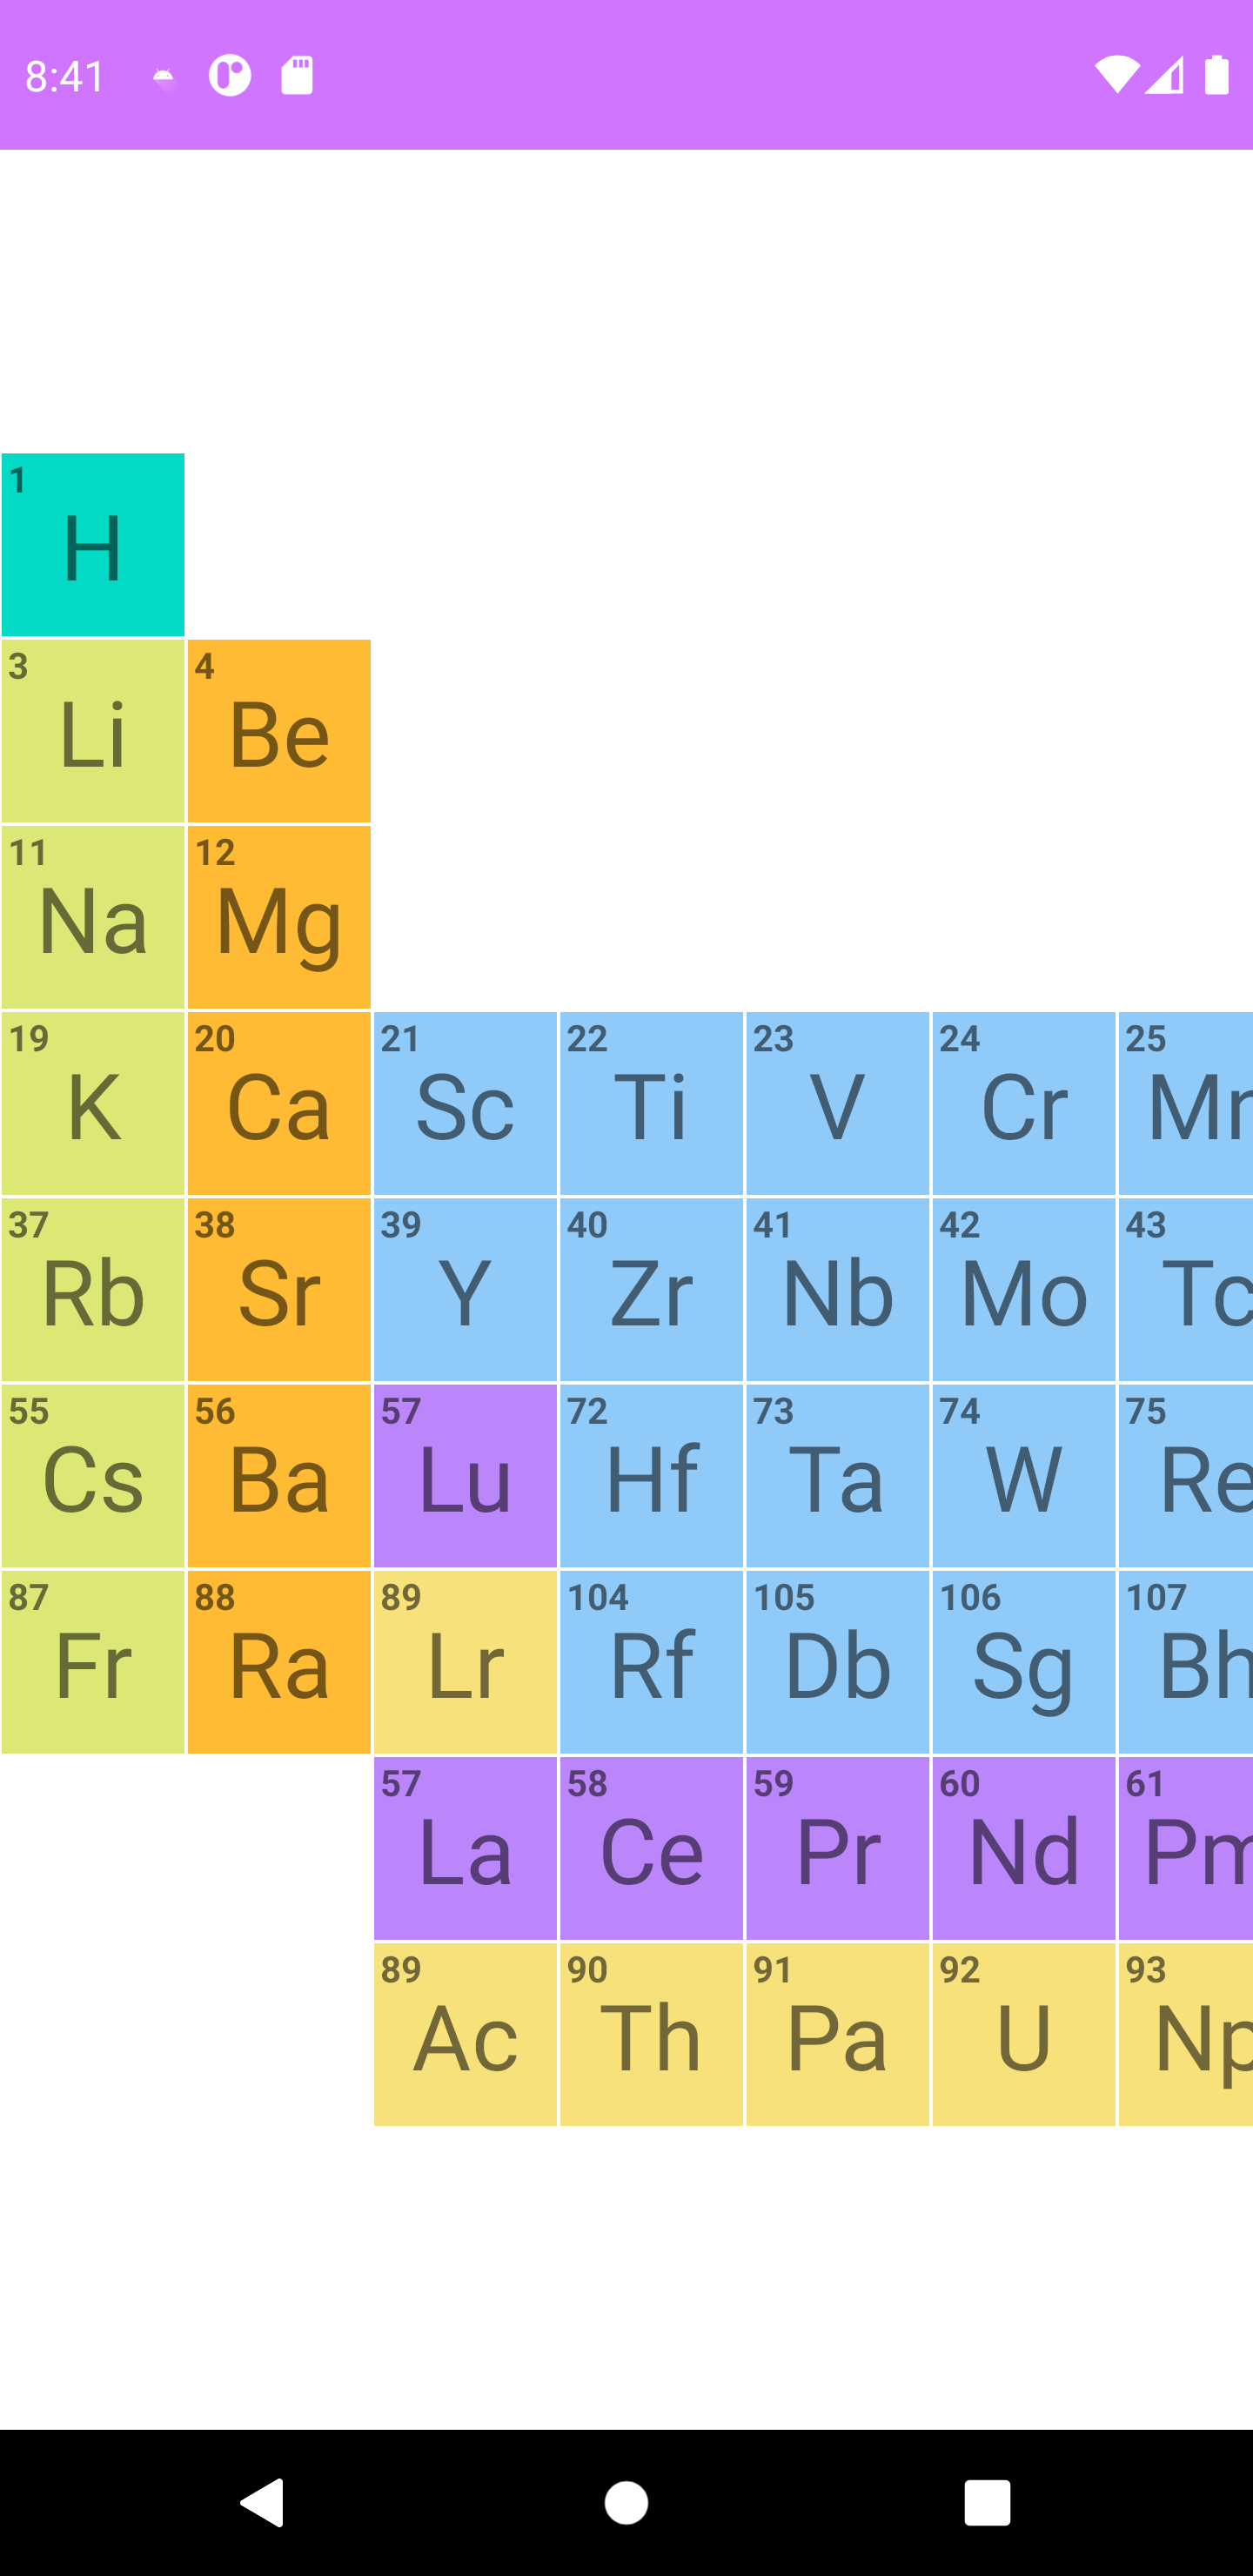 8:41
1
H
3 4
Li Be
11 12
Na Mg
19 20 21 22 23 24 25
K Ca Sc Ti V Cr
37 38 39 40 41 42 43
Rb Sr Y Zr Nb Mo Tc
55 56 57 72 73 74 75
Cs Ba Lu Hf Ta W Re
87 88 89 104 105 106 107
Fr Ra Lr Rf Db Sg Bh
57 58 59 60 61
La Ce Pr Nd Pm
89 90 91 92 93
Ac Th Pa U Np